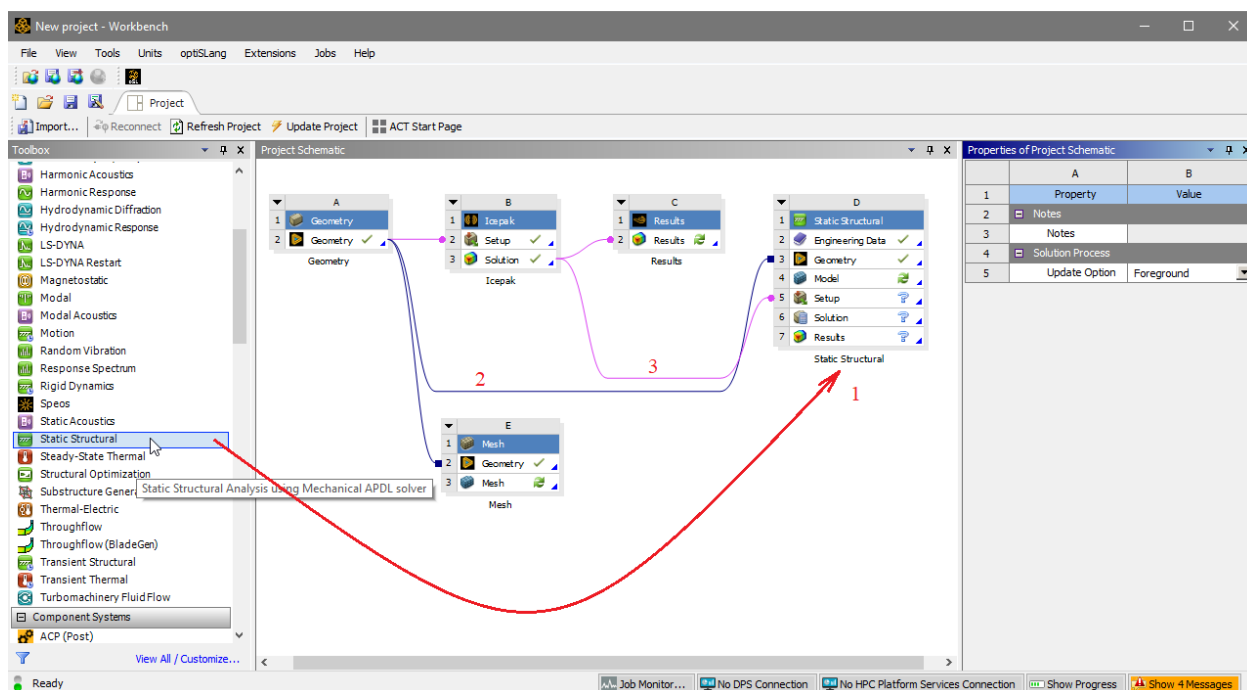 New project - Workbench
File View Tools Units optiSLang Extensions Jobs Help
Project
Import... Reconnect Refresh Project Update Project ACT Start Page
Toolbox
Harmonic Acoustics
Harmonic Response
Hydrodynamic Diffraction
Hydrodynamic Response
LS-DYNA
LS-DYNA Restart
Magnetostatic
Modal
Modal Acoustics
Motion
Random Vibration
Response Spectrum
Rigid Dynamics
Speos
Static Acoustics
Static Structural
Steady-State Thermal
Structural Optimization
Substructure Gener
Static Structural Analysis using Mechanical APDL solver
Thermal-Electric
Throughflow
Throughflow (BladeGen)
Transient Structural
Transient Thermal
Turbomachinery Fluid Flow
Component Systems
ACP (Post)
View All / Customize...
Project Schematic
A
1 Geometry
2 Geometry
Geometry
B
1 Icepak
2 Setup
3 Solution
Icepak
C
1 Results
2 Results
Results
D
1 Static Structural
2 Engineering Data
3 Geometry
4 Model
5 Setup
6 Solution
7 Results
Static Structural
2
3
1
E
1 Mesh
2 Geometry
3 Mesh
Mesh
Properties of Project Schematic
A B
1 Property Value
2 Notes
3 Notes
4 Solution Process
5 Update Option Foreground
Ready
Job Monitor... No DPS Connection No HPC Platform Services Connection Show Progress Show 4 Messages